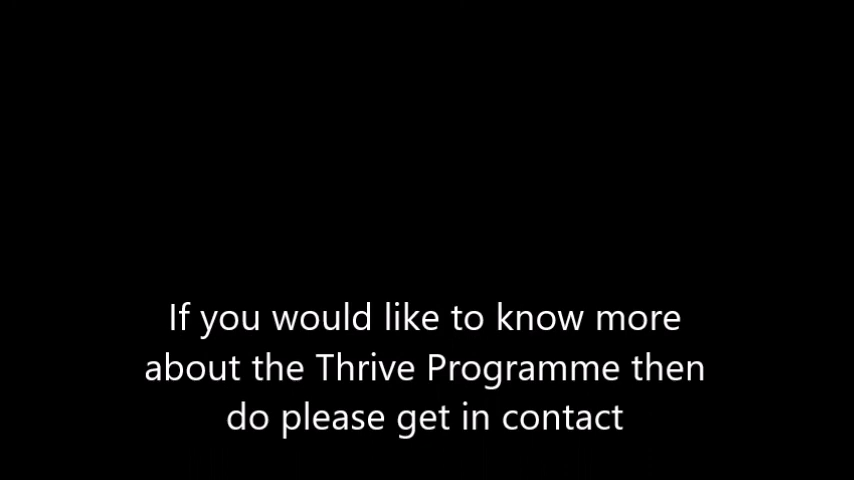 If you would like to know more
about the Thrive Programme then
do please get in contact